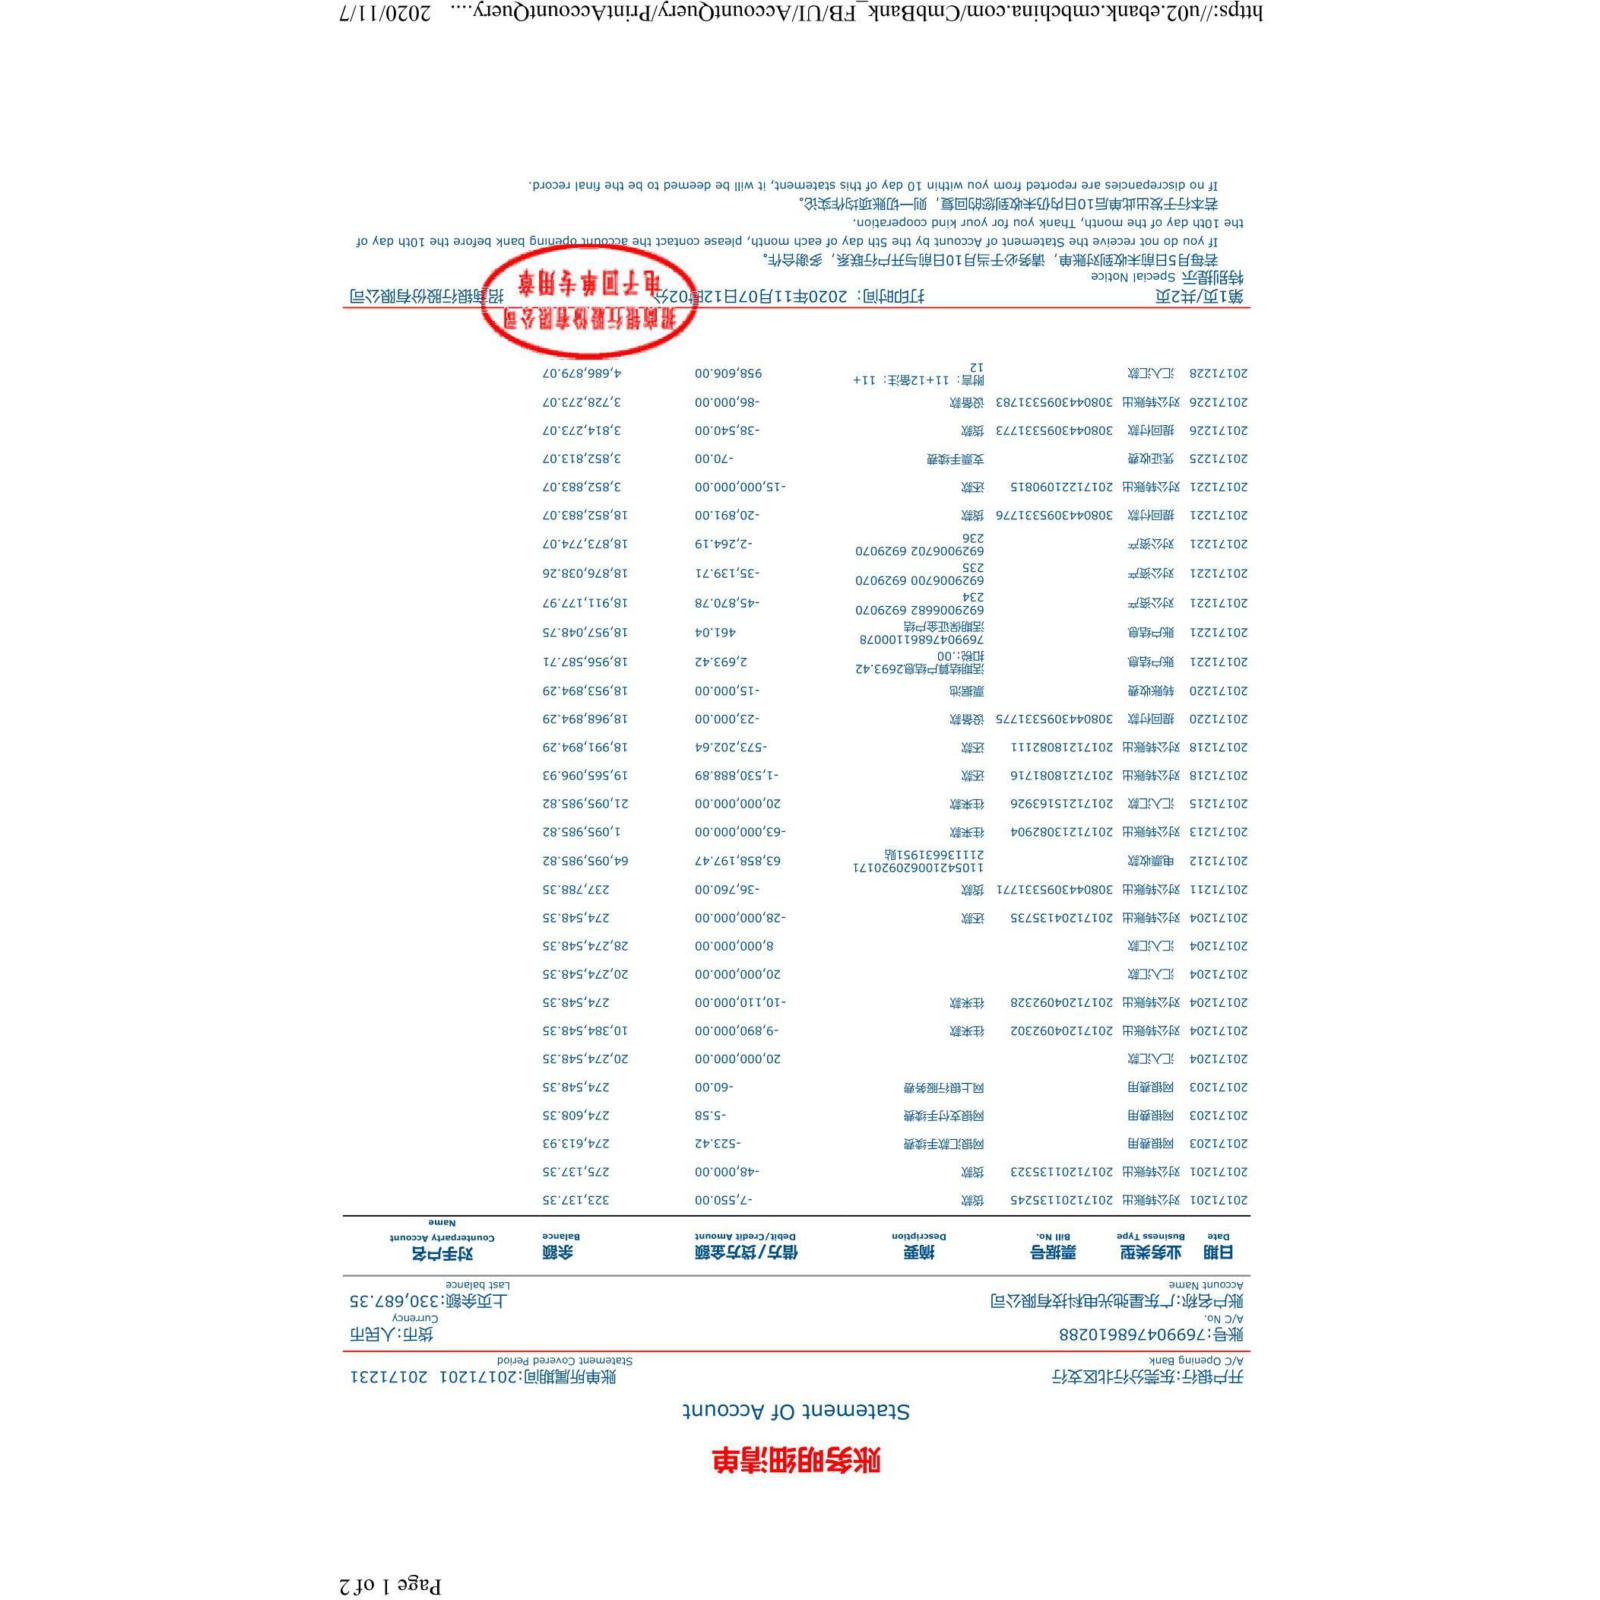 Page 1 of 2
账务明细清单
Statement Of Account
开户银行:东莞分行北区支行 账单所属期间:20171201 20171231
A/C Opening Bank Statement Covered Period
账号:769904768610288 货币:人民币
A/C No. Currency
账户名称:广东星弛光电科技有限公司 上页余额:330,687.35
Account Name Last balance
日期 业务类型 票据号 摘要 借方/贷方金额 余额 对手户名
Date Business Type Bill No. Description Debit/Credit Amount Balance Counterparty Account
Name
20171201 对公转账出 20171201135245 货款 -7,550.00 323,137.35
20171201 对公转账出 20171201135323 货款 -48,000.00 275,137.35
20171203 网银费用 网银汇款手续费 -523.42 274,613.93
20171203 网银费用 网银支付手续费 -5.58 274,608.35
20171203 网银费用 网上银行服务费 -60.00 274,548.35
20171204 汇入汇款 20,000,000.00 20,274,548.35
20171204 对公转账出 20171204092302 往来款 -9,890,000.00 10,384,548.35
20171204 对公转账出 20171204092328 往来款 -10,110,000.00 274,548.35
20171204 汇入汇款 20,000,000.00 20,274,548.35
20171204 汇入汇款 8,000,000.00 28,274,548.35
20171204 对公转账出 20171204135735 还款 -28,000,000.00 274,548.35
20171211 对公转账出 3080443095331771 货款 -36,760.00 237,788.35
20171212 电票收款 110542100620920171
211136631951贴 63,858,197.47 64,095,985.82
20171213 对公转账出 20171213082904 往来款 -63,000,000.00 1,095,985.82
20171215 汇入汇款 20171215163926 往来款 20,000,000.00 21,095,985.82
20171218 对公转账出 20171218081716 还款 -1,530,888.89 19,565,096.93
20171218 对公转账出 20171218082111 还款 -573,202.64 18,991,894.29
20171220 提回付款 3080443095331775 设备款 -23,000.00 18,968,894.29
20171220 转账收费 票据池 -15,000.00 18,953,894.29
20171221 账户结息 活期结算户结息2693.42
扣税:.00 2,693.42 18,956,587.71
20171221 账户结息 76990476861100078
活期保证金户结 461.04 18,957,048.75
20171221 对公资产 6929006682 6929070
234 -45,870.78 18,911,177.97
20171221 对公资产 6929006700 6929070
235 -35,139.71 18,876,038.26
20171221 对公资产 6929006702 6929070
236 -2,264.19 18,873,774.07
20171221 提回付款 3080443095331776 货款 -20,891.00 18,852,883.07
20171221 对公转账出 20171221090815 还款 -15,000,000.00 3,852,883.07
20171225 凭证收费 支票手续费 -70.00 3,852,813.07
20171226 提回付款 3080443095331773 货款 -38,540.00 3,814,273.07
20171226 对公转账出 3080443095331783 设备款 -86,000.00 3,728,273.07
20171228 汇入汇款 附言：11+12备注：11+
12 958,606.00 4,686,879.07
招商银行股份有限公司
电子回单专用章
第1页/共2页 打印时间：2020年11月07日12时02分 招商银行股份有限公司
特别提示 Special Notice
若每月5日前未收到对账单，请务必于当月10日前与开户行联系，多谢合作。
If you do not receive the Statement of Account by the 5th day of each month, please contact the account opening bank before the 10th day of
the 10th day of the month, Thank you for your kind cooperation.
若本行于发出此单后10日内仍未收到您的回复，则一切账项均作实论。
If no discrepancies are reported from you within 10 day of this statement, it will be deemed to be the final record.
https://u02.ebank.cmbchina.com/CmbBank_FB/UI/AccountQuery/PrintAccountQuery.... 2020/11/7